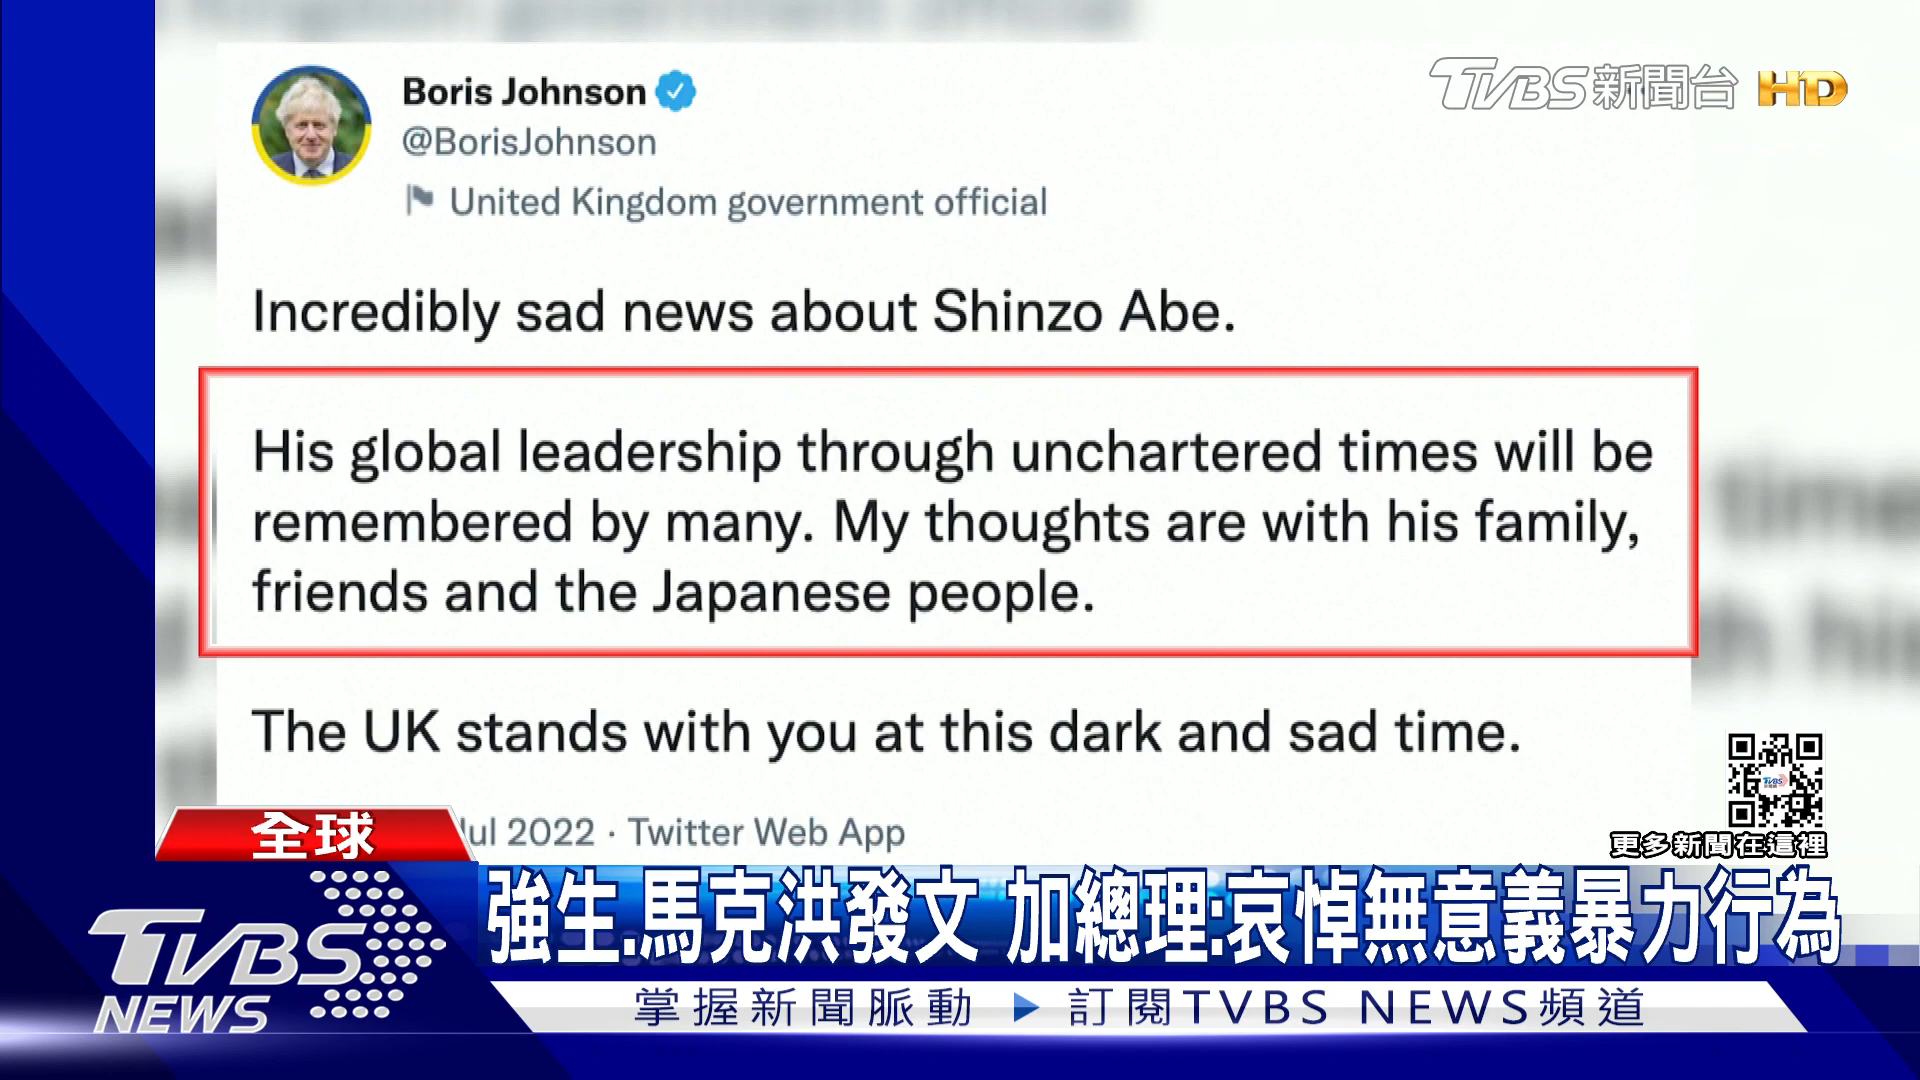 Boris Johnson
@BorisJohnson
United Kingdom government official
TVBS新聞台 HD
Incredibly sad news about Shinzo Abe.
His global leadership through unchartered times will be
remembered by many. My thoughts are with his family,
friends and the Japanese people.
The UK stands with you at this dark and sad time.
Jul 2022 · Twitter Web App
TVBS
更多新聞在這裡
全球
強生.馬克洪發文 加總理:哀悼無意義暴力行為
TVBS
NEWS
掌握新聞脈動 ▶ 訂閱TVBS NEWS頻道